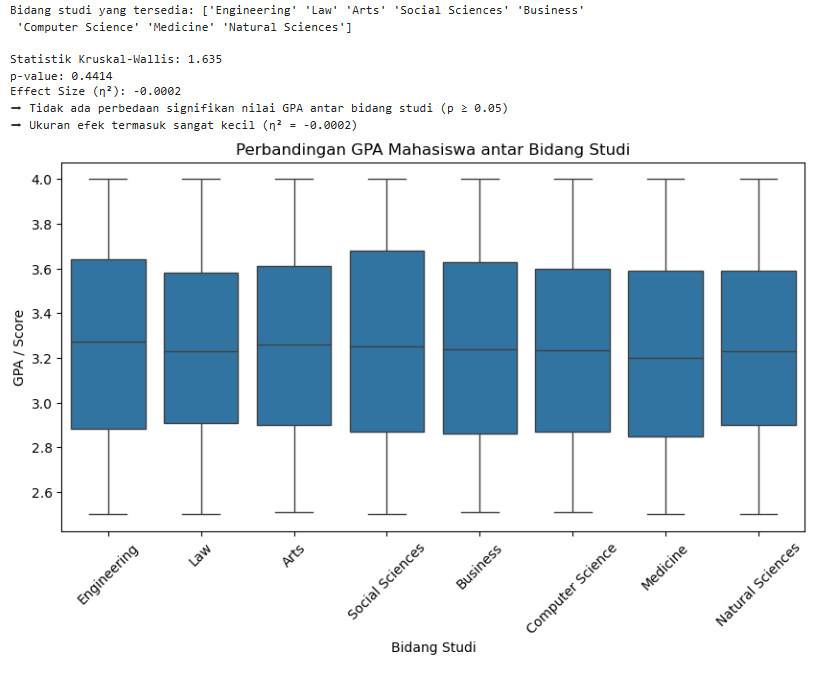 Bidang studi yang tersedia: ['Engineering' 'Law' 'Arts' 'Social Sciences' 'Business'
 'Computer Science' 'Medicine' 'Natural Sciences']
Statistik Kruskal-Wallis: 1.635
p-value: 0.4414
Effect Size (η²): -0.0002
➡ Tidak ada perbedaan signifikan nilai GPA antar bidang studi (p ≥ 0.05)
➡ Ukuran efek termasuk sangat kecil (η² = -0.0002)
Perbandingan GPA Mahasiswa antar Bidang Studi
GPA / Score
4.0
3.8
3.6
3.4
3.2
3.0
2.8
2.6
Engineering
Law
Arts
Social Sciences
Business
Computer Science
Medicine
Natural Sciences
Bidang Studi